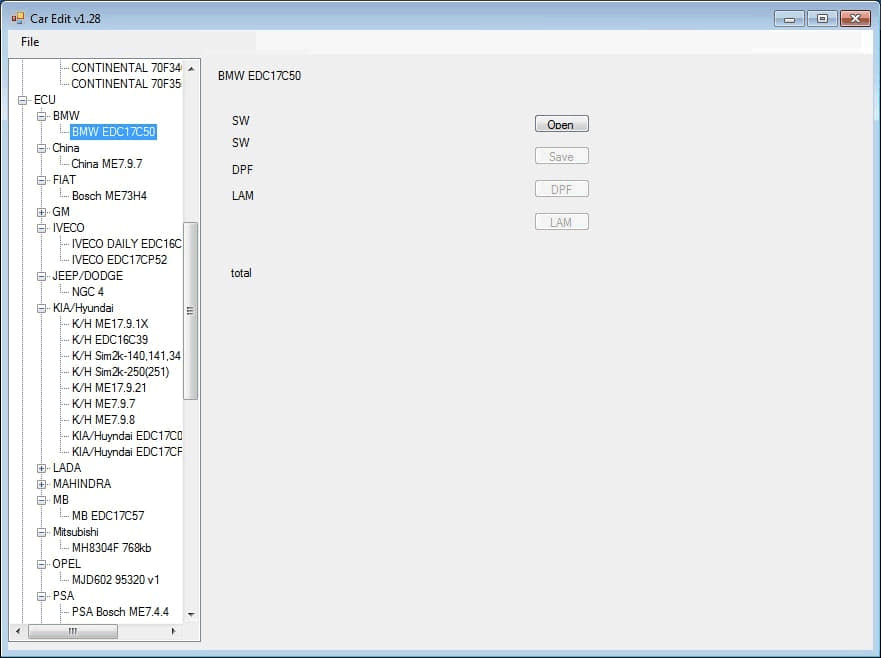 Car Edit v1.28
File
CONTINENTAL 70F34
CONTINENTAL 70F35
ECU
BMW
BMW EDC17C50
China
China ME7.9.7
FIAT
Bosch ME73H4
GM
IVECO
IVECO DAILY EDC16C
IVECO EDC17CP52
JEEP/DODGE
NGC 4
KIA/Hyundai
K/H ME17.9.1X
K/H EDC16C39
K/H Sim2k-140,141,34
K/H Sim2k-250(251)
K/H ME17.9.21
K/H ME7.9.7
K/H ME7.9.8
KIA/Huyndai EDC17C0
KIA/Huyndai EDC17CF
LADA
MAHINDRA
MB
MB EDC17C57
Mitsubishi
MH8304F 768kb
OPEL
MJD602 95320 v1
PSA
PSA Bosch ME7.4.4
BMW EDC17C50
SW
SW
DPF
LAM
total
Open
Save
DPF
LAM